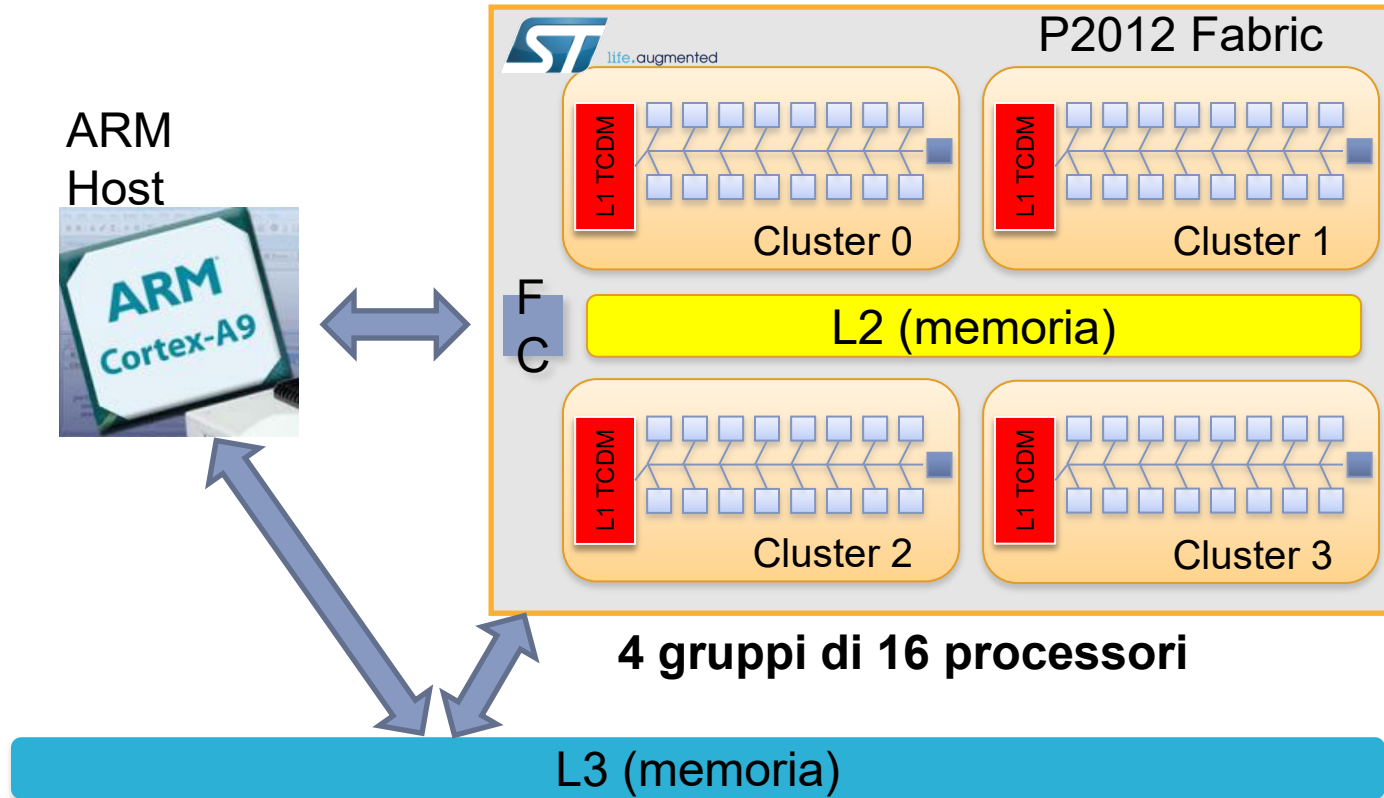 ST
life.augmented
P2012 Fabric
ARM
Host
ARM
Cortex-A9
L1 TCDM
Cluster 0
L1 TCDM
Cluster 1
F
C
L2 (memoria)
L1 TCDM
Cluster 2
L1 TCDM
Cluster 3
4 gruppi di 16 processori
L3 (memoria)